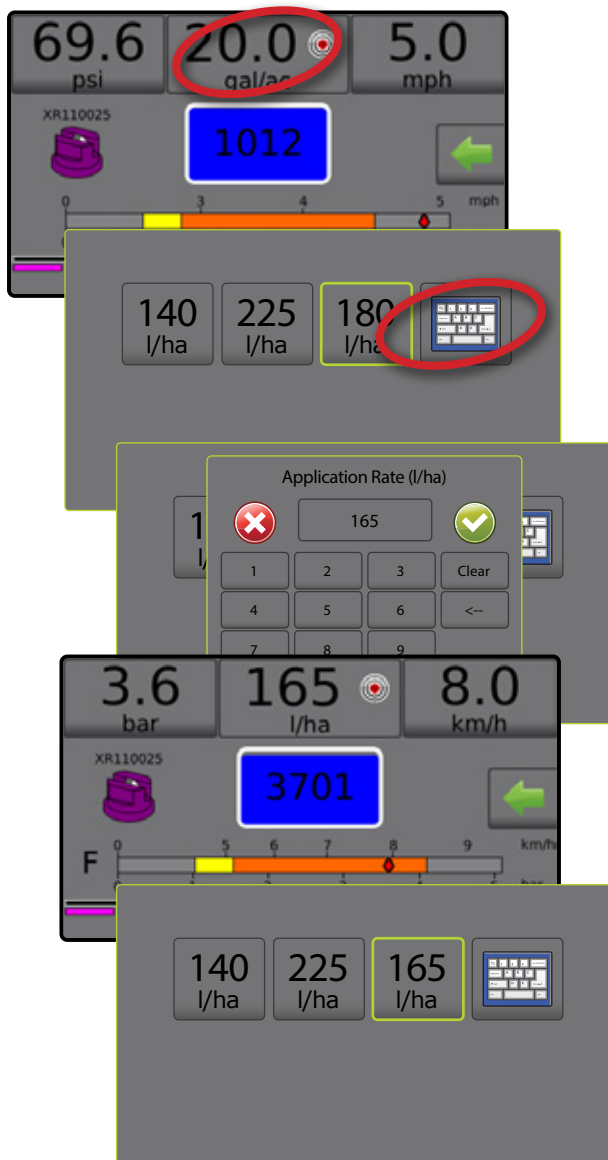 69.6 20.0 5.0
psi gal/ac mph
XR110025
1012
0 3 4 5 mph
140 225 180
l/ha l/ha l/ha
Application Rate (l/ha)
165
1 2 3 Clear
4 5 6 <--
7 8 9
3.6 165 8.0
bar l/ha km/h
XR110025
3701
0 5 6 7 8 9 km/h
F
140 225 165
l/ha l/ha l/ha